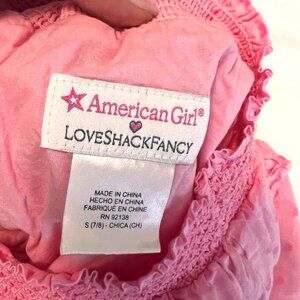 American Girl®
LoveShackFancy
MADE IN CHINA
HECHO EN CHINA
FABRIQUÉ EN CHINE
RN 92138
S (7/8) - CHICA (CH)